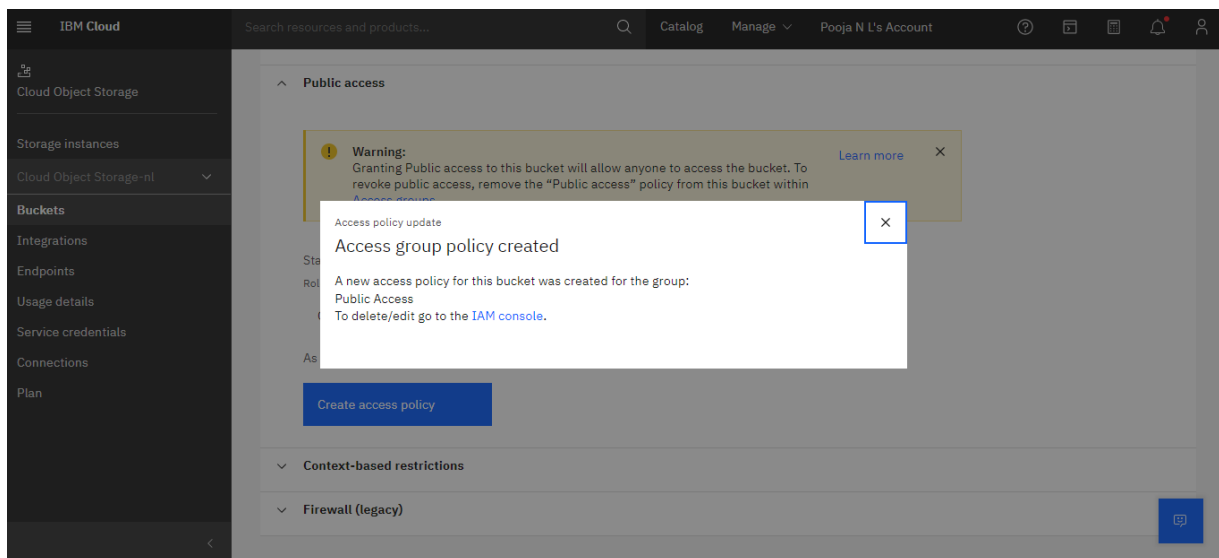 IBM Cloud
Search resources and products...
Catalog
Manage
Pooja N L's Account
Cloud Object Storage
Storage instances
Cloud Object Storage-nl
Buckets
Integrations
Endpoints
Usage details
Service credentials
Connections
Plan
Public access
Warning:
Granting Public access to this bucket will allow anyone to access the bucket. To
revoke public access, remove the “Public access” policy from this bucket within
Access groups
Learn more
Access policy update
Access group policy created
A new access policy for this bucket was created for the group:
Public Access
To delete/edit go to the IAM console.
As
Create access policy
Context-based restrictions
Firewall (legacy)